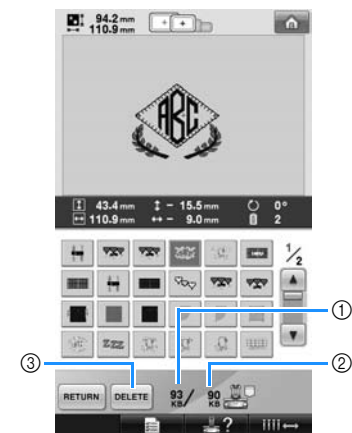 94.2 mm
110.9 mm
ABC
43.4 mm - 15.5 mm 0°
110.9 mm - 9.0 mm 2
1/2
zzz
①
③ ②
RETURN DELETE 93 KB / 90 KB
?